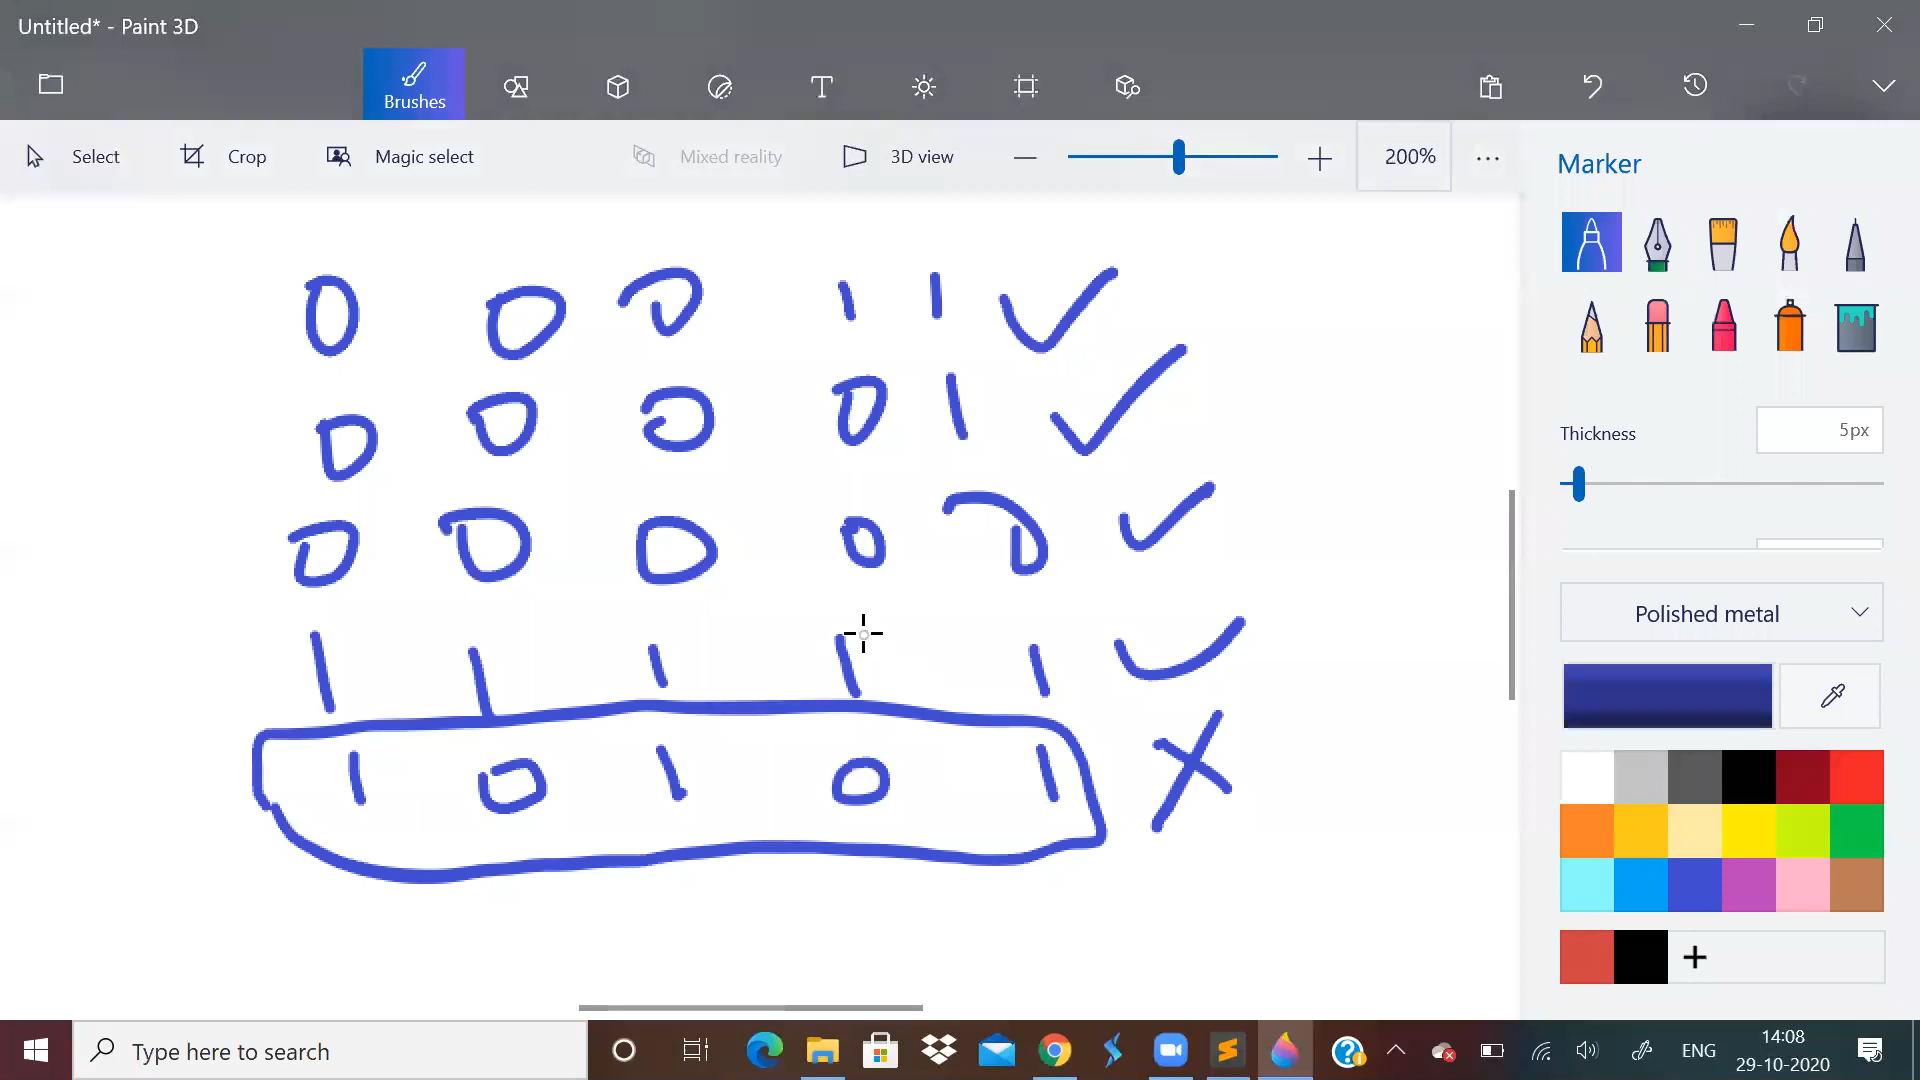 Untitled* - Paint 3D
Brushes
Select Crop Magic select Mixed reality 3D view 200%
Marker
Thickness 5px
Polished metal
0 0 0 1 1
0 0 0 0 1
0 0 0 0 0
1 1 1 1 1
1 0 1 0 1
Type here to search
ENG
14:08
29-10-2020